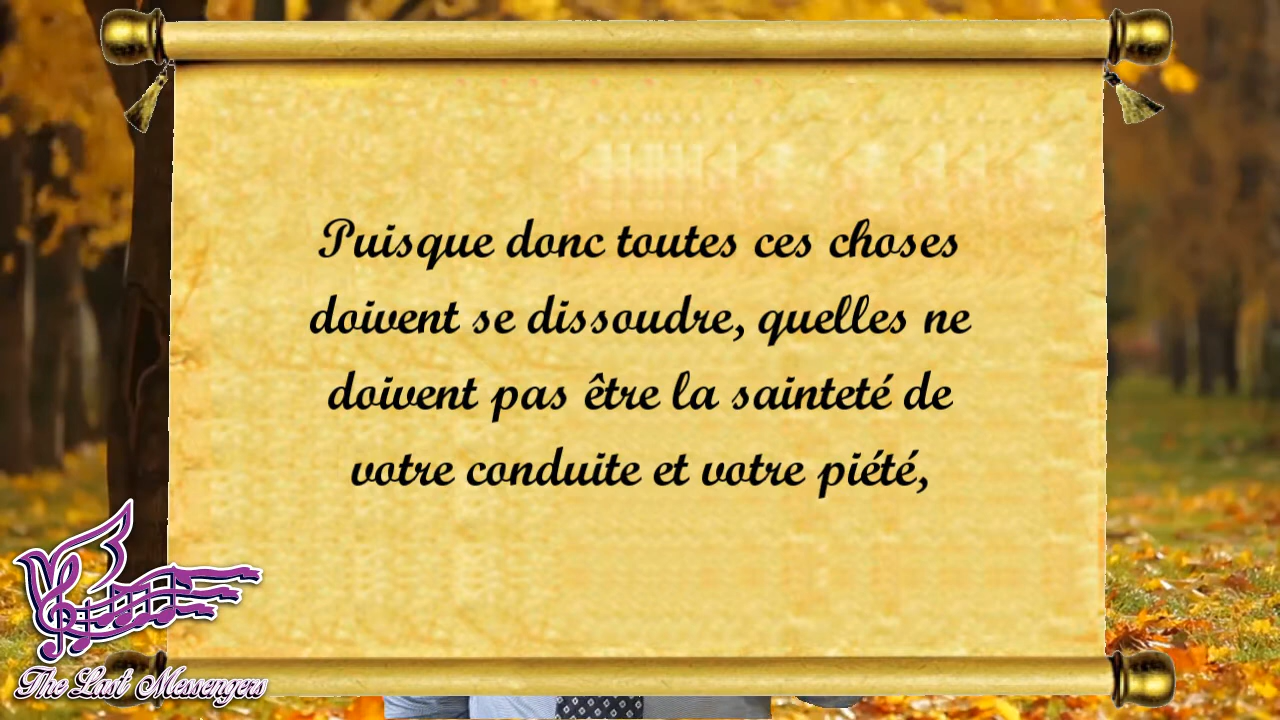 Puisque donc toutes ces choses
doivent se dissoudre, quelles ne
doivent pas être la sainteté de
votre conduite et votre piété,
The Last Messengers